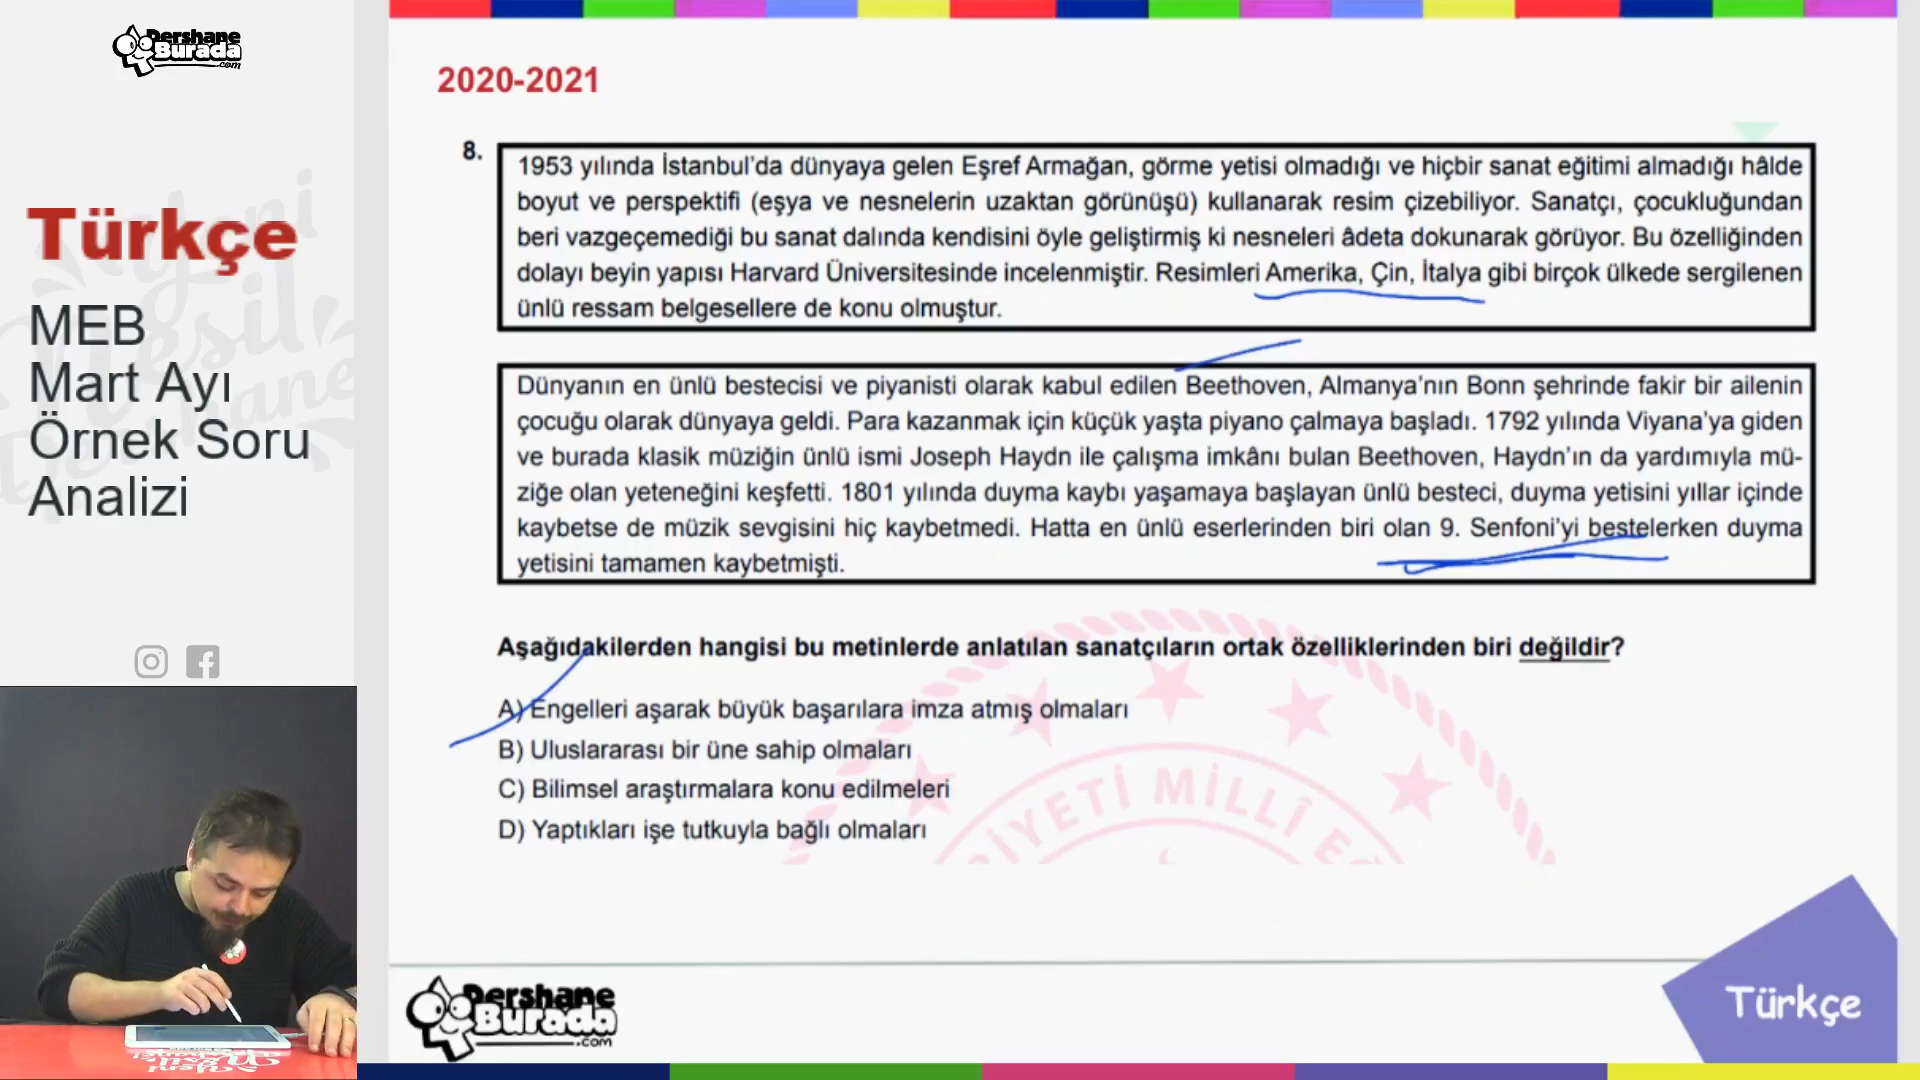 Dershane
Burada
.com
Türkçe
MEB
Mart Ayı
Örnek Soru
Analizi
2020-2021
8.
1953 yılında İstanbul'da dünyaya gelen Eşref Armağan, görme yetisi olmadığı ve hiçbir sanat eğitimi almadığı hâlde
boyut ve perspektifi (eşya ve nesnelerin uzaktan görünüşü) kullanarak resim çizebiliyor. Sanatçı, çocukluğundan
beri vazgeçemediği bu sanat dalında kendisini öyle geliştirmiş ki nesneleri âdeta dokunarak görüyor. Bu özelliğinden
dolayı beyin yapısı Harvard Üniversitesinde incelenmiştir. Resimleri Amerika, Çin, İtalya gibi birçok ülkede sergilenen
ünlü ressam belgesellere de konu olmuştur.
Dünyanın en ünlü bestecisi ve piyanisti olarak kabul edilen Beethoven, Almanya'nın Bonn şehrinde fakir bir ailenin
çocuğu olarak dünyaya geldi. Para kazanmak için küçük yaşta piyano çalmaya başladı. 1792 yılında Viyana'ya giden
ve burada klasik müziğin ünlü ismi Joseph Haydn ile çalışma imkânı bulan Beethoven, Haydn'ın da yardımıyla mü-
ziğe olan yeteneğini keşfetti. 1801 yılında duyma kaybı yaşamaya başlayan ünlü besteci, duyma yetisini yıllar içinde
kaybetse de müzik sevgisini hiç kaybetmedi. Hatta en ünlü eserlerinden biri olan 9. Senfoni'yi bestelerken duyma
yetisini tamamen kaybetmişti.
Aşağıdakilerden hangisi bu metinlerde anlatılan sanatçıların ortak özelliklerinden biri değildir?
A) Engelleri aşarak büyük başarılara imza atmış olmaları
B) Uluslararası bir üne sahip olmaları
C) Bilimsel araştırmalara konu edilmeleri
D) Yaptıkları işe tutkuyla bağlı olmaları
RİYETİ MİLLÎ E
Dershane
Burada
.com
Türkçe